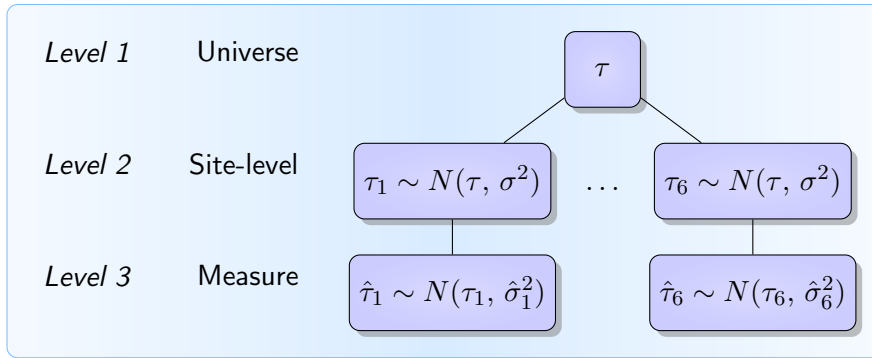 Level 1 Universe τ
Level 2 Site-level τ₁ ∼ N(τ, σ²) … τ₆ ∼ N(τ, σ²)
Level 3 Measure τ̂₁ ∼ N(τ₁, σ̂₁²) τ̂₆ ∼ N(τ₆, σ̂₆²)